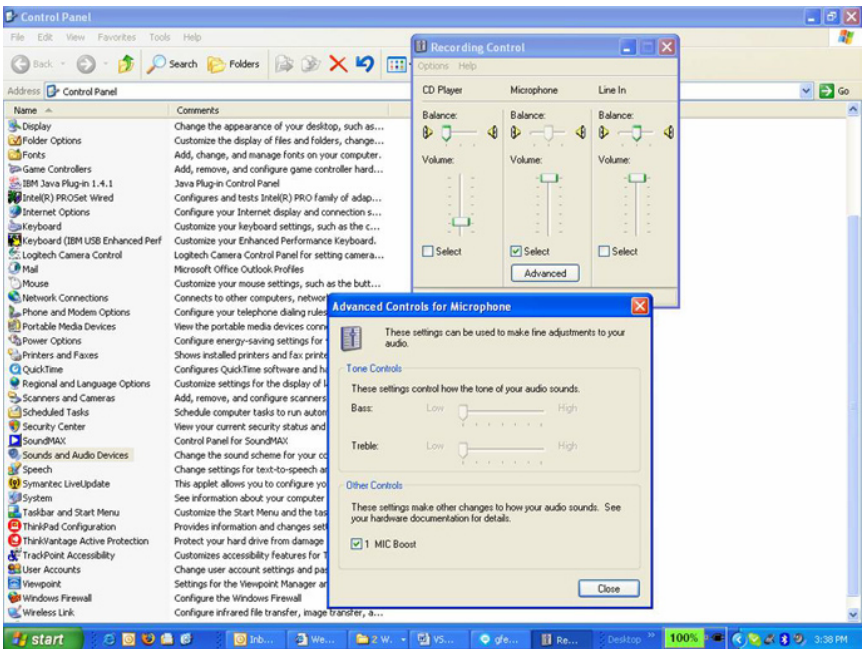 Control Panel
File Edit View Favorites Tools Help
Back Search Folders
Address Control Panel Go
Name Comments
Display Change the appearance of your desktop, such as...
Folder Options Customize the display of files and folders, change...
Fonts Add, change, and manage fonts on your computer.
Game Controllers Add, remove, and configure game controller hard...
IBM Java Plug-in 1.4.1 Java Plug-in Control Panel
Intel(R) PROSet Wired Configures and tests Intel(R) PRO family of adap...
Internet Options Configure your Internet display and connection s...
Keyboard Customize your keyboard settings, such as the c...
Keyboard (IBM USB Enhanced Perf Customize your Enhanced Performance Keyboard.
Logitech Camera Control Logitech Camera Control Panel for setting camera...
Mail Microsoft Office Outlook Profiles
Mouse Customize your mouse settings, such as the butt...
Network Connections Connects to other computers, networ
Phone and Modem Options Configure your telephone dialing rules
Portable Media Devices View the portable media devices conn
Power Options Configure energy-saving settings for
Printers and Faxes Shows installed printers and fax printe
QuickTime Configures QuickTime software and ha
Regional and Language Options Customize settings for the display of l
Scanners and Cameras Add, remove, and configure scanners
Scheduled Tasks Schedule computer tasks to run autom
Security Center View your current security status and
SoundMAX Control Panel for SoundMAX
Sounds and Audio Devices Change the sound scheme for your co
Speech Change settings for text-to-speech an
Symantec LiveUpdate This applet allows you to configure yo
System See information about your computer
Taskbar and Start Menu Customize the Start Menu and the tas
ThinkPad Configuration Provides information and changes sett
ThinkVantage Active Protection Protect your hard drive from damage
TrackPoint Accessibility Customizes accessibility features for T
User Accounts Change user account settings and pas
Viewpoint Settings for the Viewpoint Manager an
Windows Firewall Configure the Windows Firewall
Wireless Link Configure infrared file transfer, image transfer, a...
Recording Control
Options Help
CD Player Microphone Line In
Balance: Balance: Balance:
Volume: Volume: Volume:
Select Select Select
Advanced
Advanced Controls for Microphone
These settings can be used to make fine adjustments to your
audio.
Tone Controls
These settings control how the tone of your audio sounds.
Bass: Low High
Treble: Low High
Other Controls
These settings make other changes to how your audio sounds. See
your hardware documentation for details.
1 MIC Boost
Close
start Inb... We... 2 W. VS... gfe... Re... Desktop 100% 3:38 PM